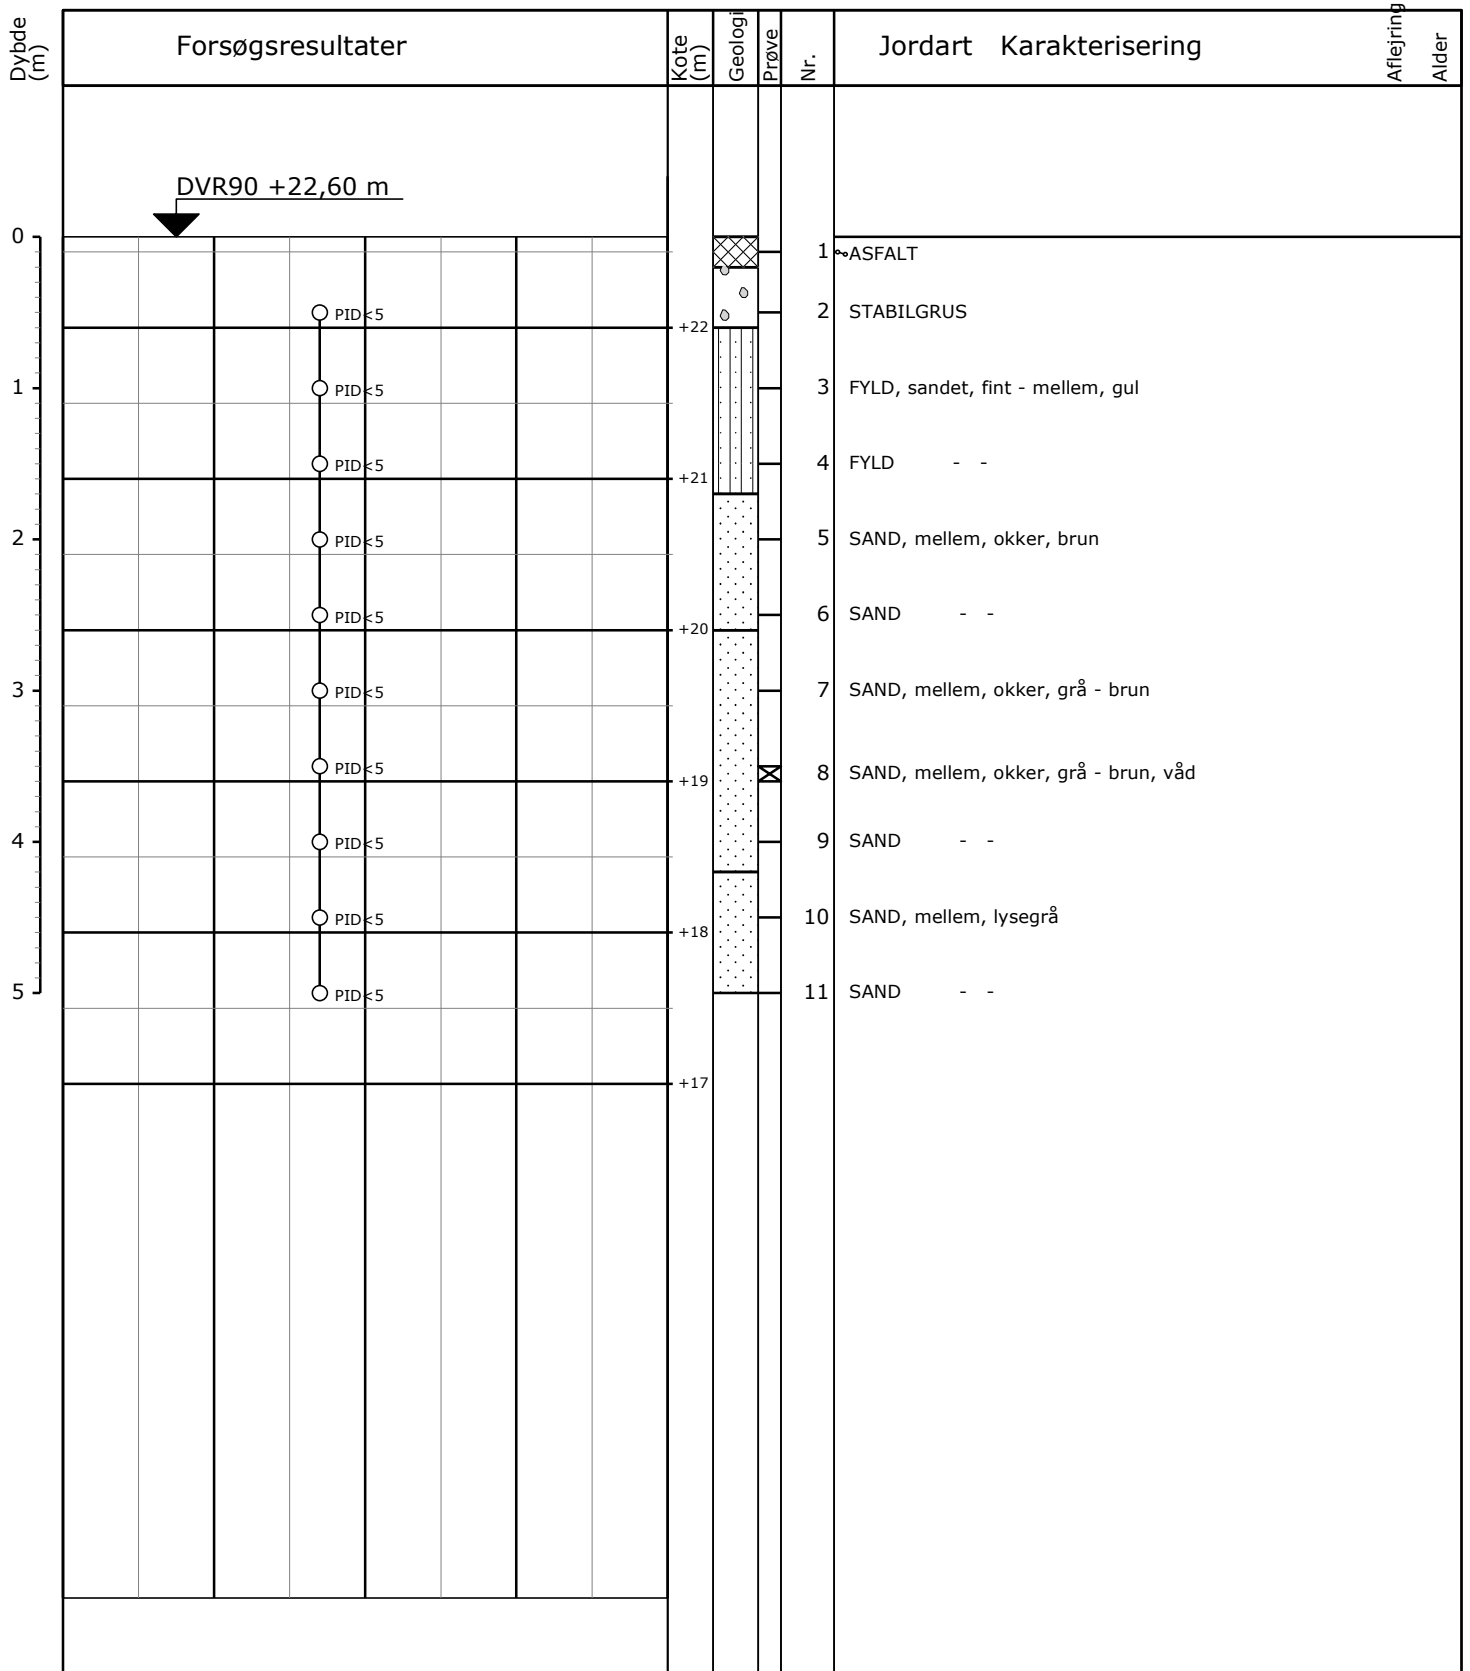 Dybde (m)
Forsøgsresultater
Kote (m)
Geologi
Prøve
Nr.
Jordart Karakterisering
Aflejring
Alder
DVR90 +22,60 m
0
1 ASFALT
PID<5
2 STABILGRUS
+22
1
PID<5
3 FYLD, sandet, fint - mellem, gul
PID<5
4 FYLD - -
+21
2
PID<5
5 SAND, mellem, okker, brun
PID<5
6 SAND - -
+20
3
PID<5
7 SAND, mellem, okker, grå - brun
PID<5
+19
8 SAND, mellem, okker, grå - brun, våd
4
PID<5
9 SAND - -
PID<5
10 SAND, mellem, lysegrå
+18
5
PID<5
11 SAND - -
+17